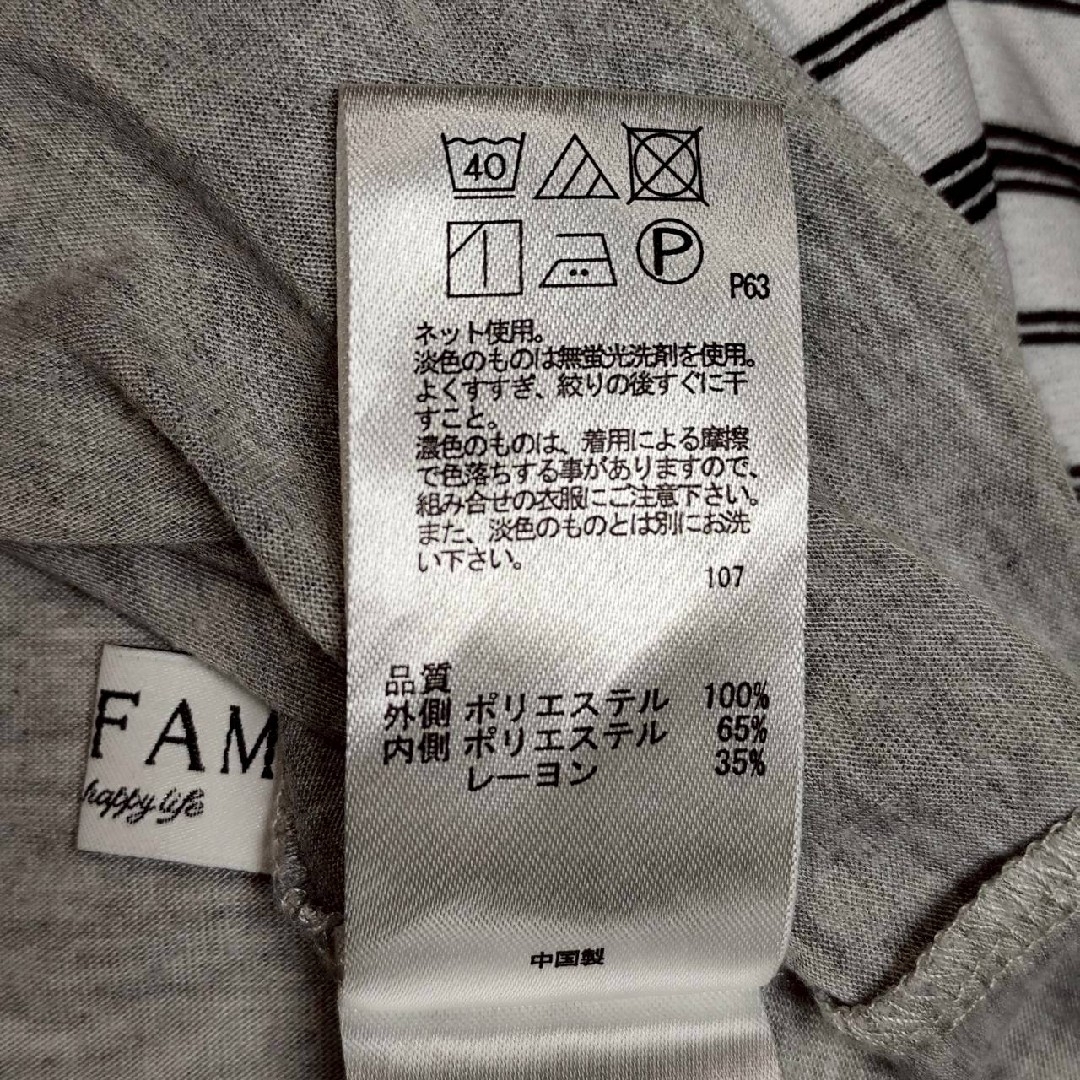 40
P
P63
ネット使用。
淡色のものは無蛍光洗剤を使用。
よくすすぎ、絞りの後すぐに干
すこと。
濃色のものは、着用による摩擦
で色落ちする事がありますので、
組み合せの衣服にご注意下さい。
また、淡色のものとは別にお洗
い下さい。
107
品質
外側 ポリエステル 100%
内側 ポリエステル 65%
レーヨン 35%
中国製
FAM
happy life